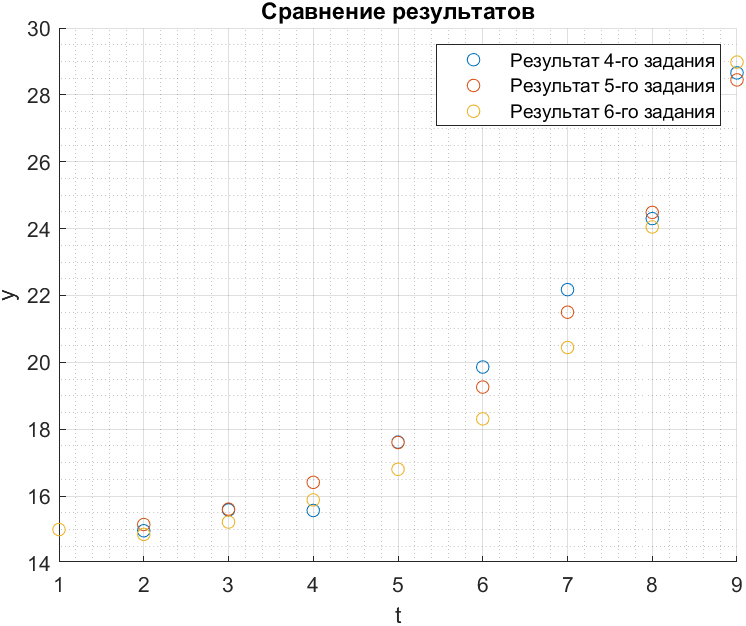 Сравнение результатов
Результат 4-го задания
Результат 5-го задания
Результат 6-го задания
30
28
26
24
22
20
18
16
14
y
1 2 3 4 5 6 7 8 9
t